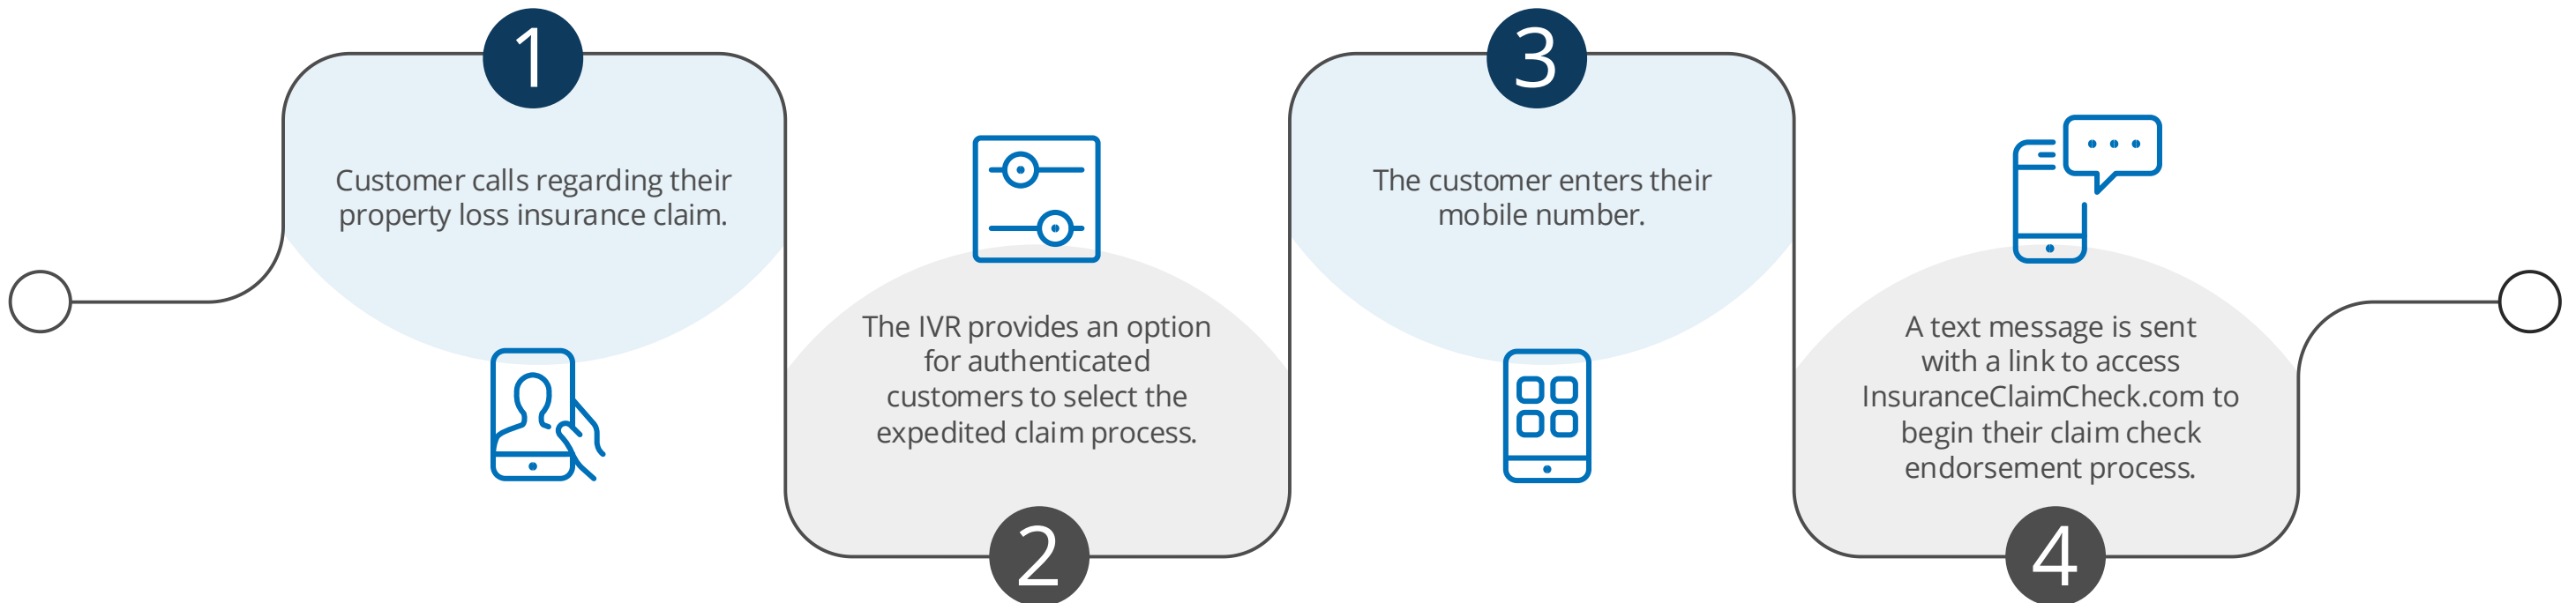 1
Customer calls regarding their
property loss insurance claim.
2
The IVR provides an option
for authenticated
customers to select the
expedited claim process.
3
The customer enters their
mobile number.
4
A text message is sent
with a link to access
InsuranceClaimCheck.com to
begin their claim check
endorsement process.